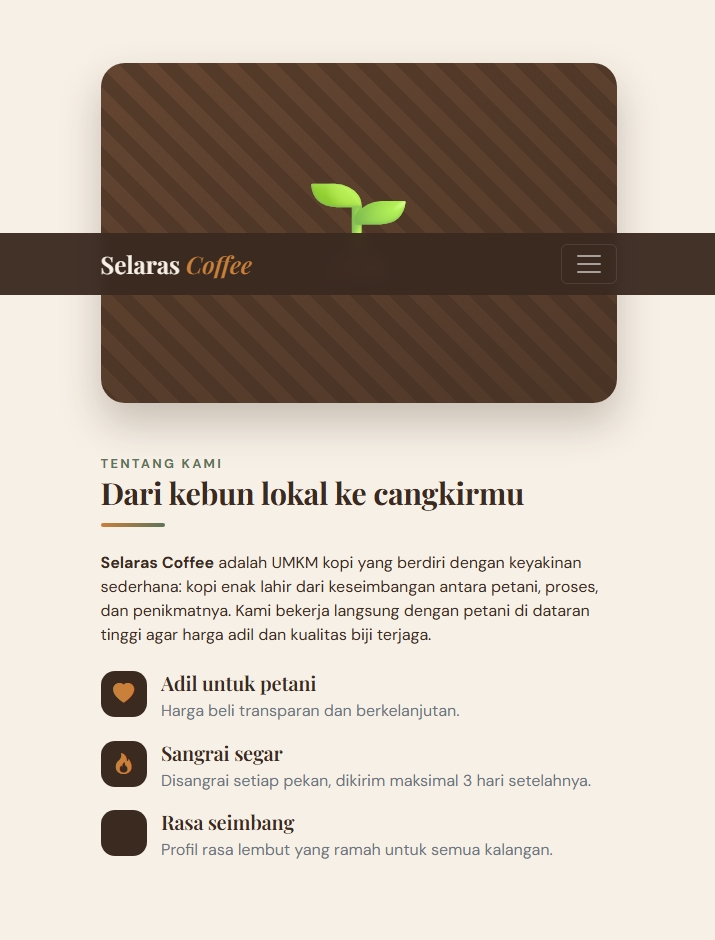 Selaras Coffee
TENTANG KAMI
Dari kebun lokal ke cangkirmu
Selaras Coffee adalah UMKM kopi yang berdiri dengan keyakinan
sederhana: kopi enak lahir dari keseimbangan antara petani, proses,
dan penikmatnya. Kami bekerja langsung dengan petani di dataran
tinggi agar harga adil dan kualitas biji terjaga.
Adil untuk petani
Harga beli transparan dan berkelanjutan.
Sangrai segar
Disangrai setiap pekan, dikirim maksimal 3 hari setelahnya.
Rasa seimbang
Profil rasa lembut yang ramah untuk semua kalangan.